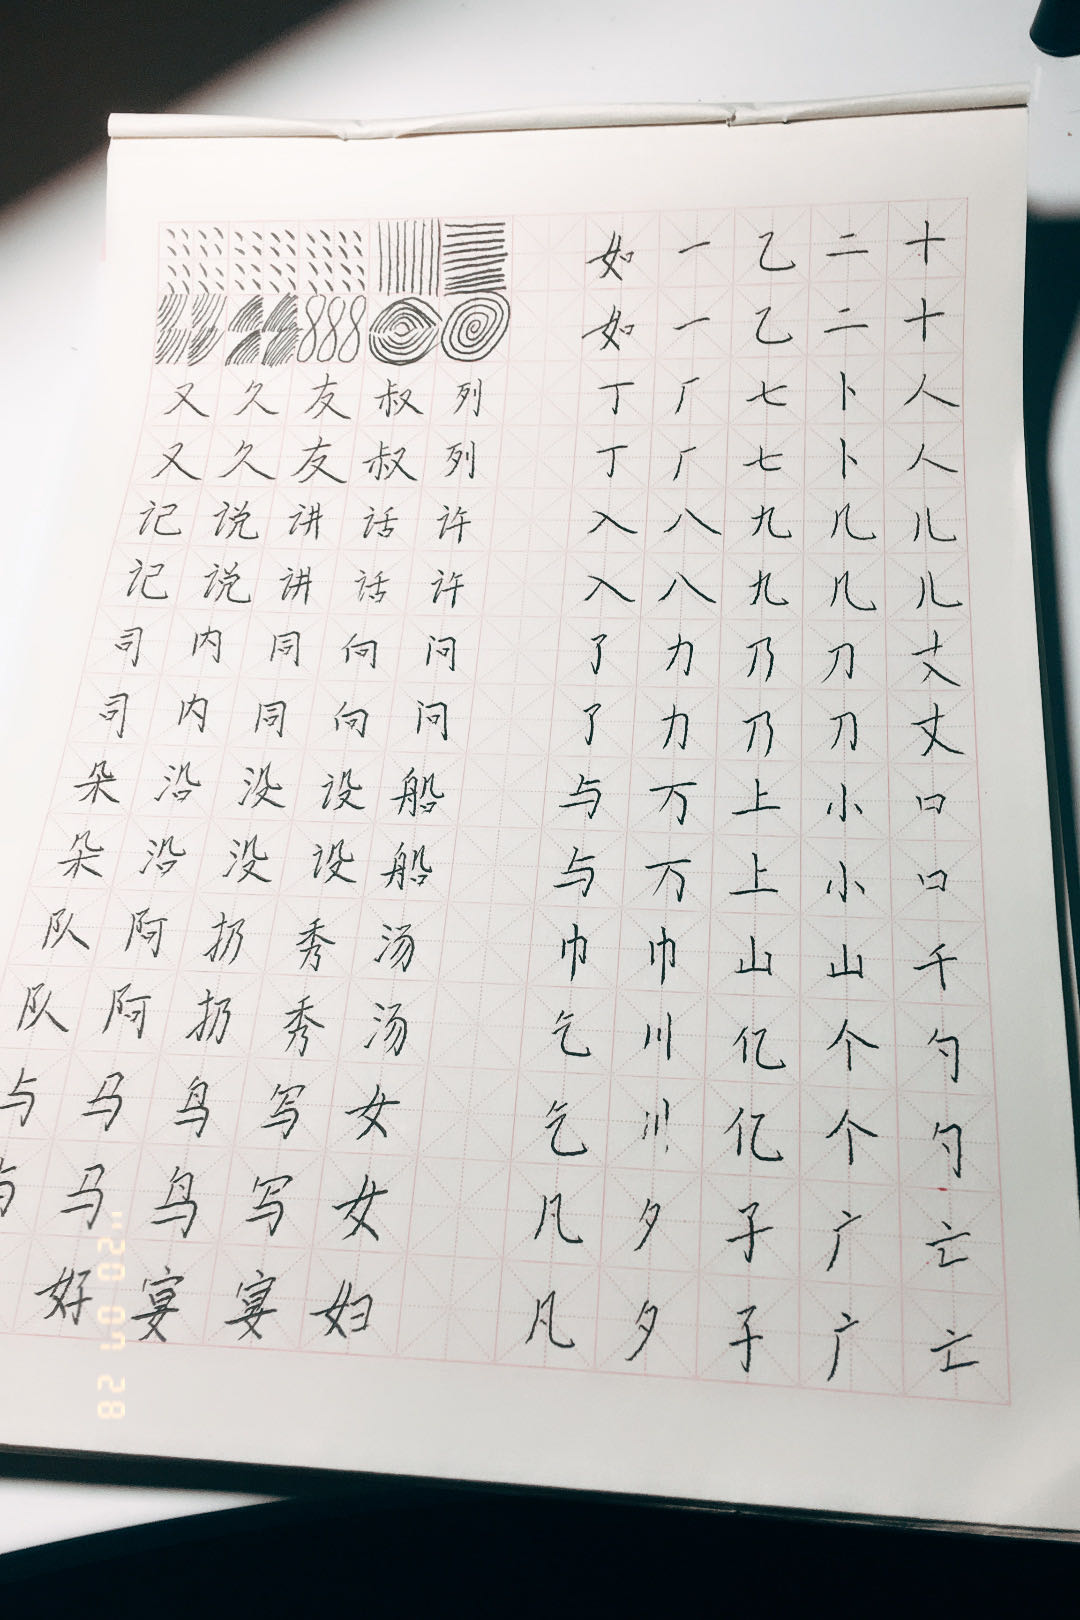 如 一 乙 二 十
如 一 乙 二 十
又 久 友 叔 列 丁 厂 七 卜 人
又 久 友 叔 列 丁 厂 七 卜 人
记 说 讲 话 许 入 八 九 几 儿
记 说 讲 话 许 入 八 九 几 儿
司 内 同 向 问 了 力 乃 刀 丈
司 内 同 向 问 了 力 乃 刀 丈
朵 沿 没 设 船 与 万 上 小 口
朵 沿 没 设 船 与 万 上 小 口
队 阿 扔 秀 汤 巾 巾 山 山 千
队 阿 扔 秀 汤 乞 川 亿 个 勺
与 马 鸟 写 女 乞 川 亿 个 勺
与 马 鸟 写 女 凡 夕 子 广 亡
好 宴 宴 妇 凡 夕 子 广 亡